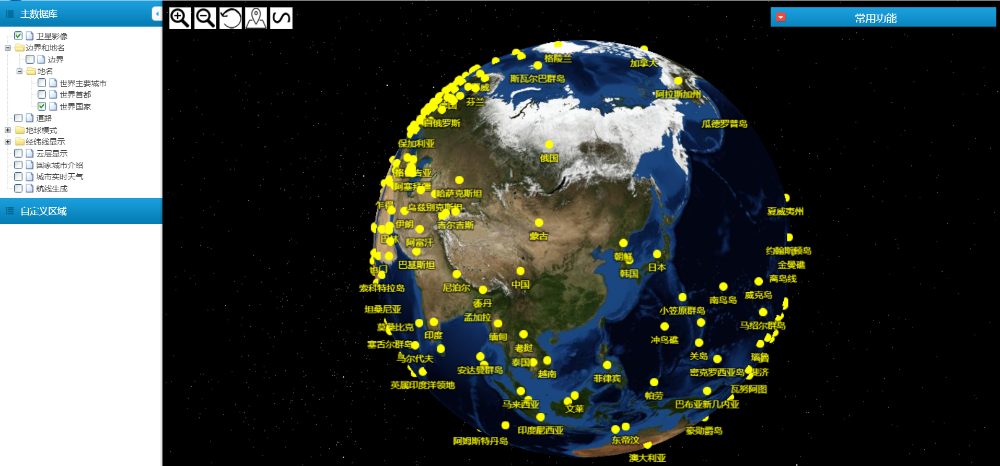 主数据库
卫星影像
边界和地名
边界
地名
世界主要城市
世界首都
世界国家
道路
地球模式
经纬线显示
云层显示
国家城市介绍
城市实时天气
航线生成
自定义区域
常用功能
格陵兰
加拿大
斯瓦尔巴群岛
威
芬兰
阿拉斯加州
国
白俄罗斯
瓜德罗普岛
保加利亚
俄国
格鲁吉亚
阿塞拜疆
哈萨克斯坦
乍得
乌兹别克斯坦
夏威夷州
伊朗
吉尔吉斯
蒙古
巴林
阿富汗
约翰斯顿岛
朝鲜
巴基斯坦
金曼礁
也门
日本
韩国
离岛线
中国
索科特拉岛
尼泊尔
威克岛
南鸟岛
不丹
坦桑尼亚
小笠原群岛
孟加拉
莫桑比克
马绍尔群岛
印度
缅甸
冲鸟礁
塞舌尔群岛
老挝
马尔代夫
关岛
瑙鲁
泰国
安达曼群岛
越南
密克罗西亚岛
斐济
菲律宾
英属印度洋领地
瓦努阿图
帕劳
马来西亚
巴布亚新几内亚
文莱
印度尼西亚
豪勋爵岛
阿姆斯特丹岛
东帝汶
澳大利亚